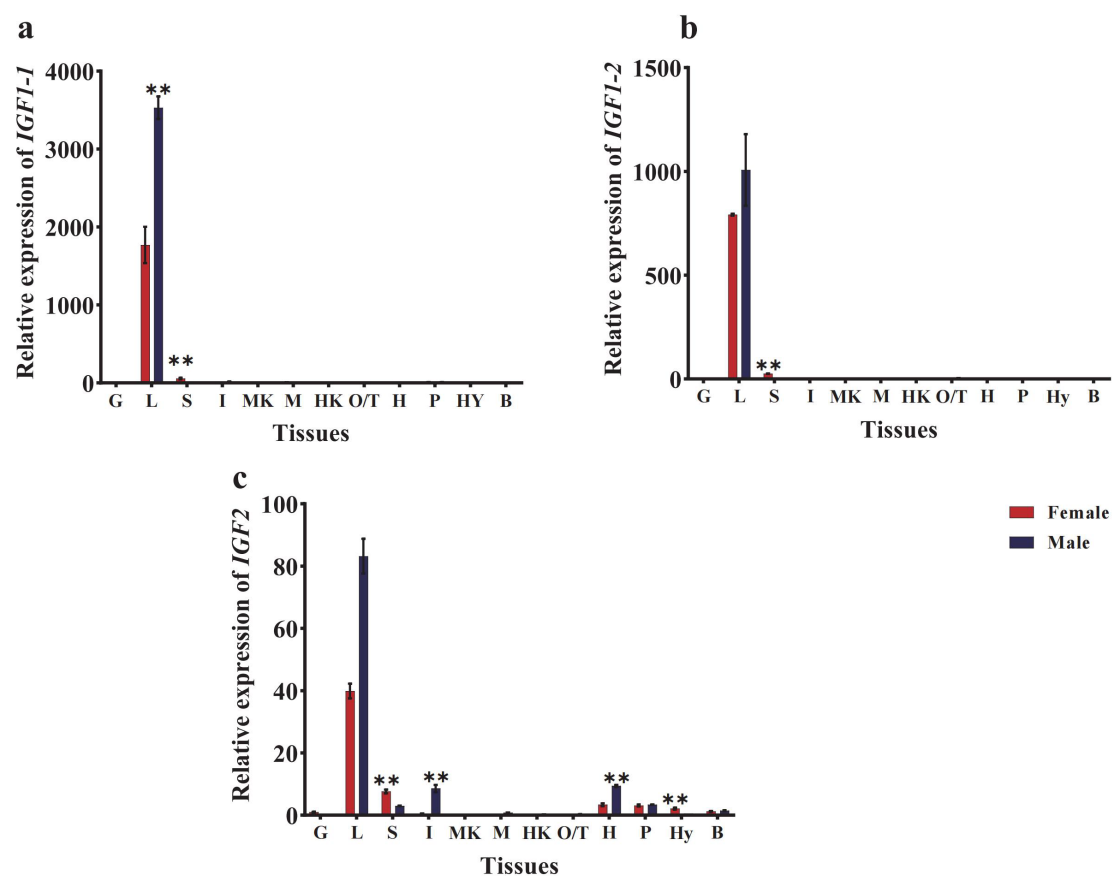 a
Relative expression of IGF1-1
4000
3000
2000
1000
0
**
**
G L S I MK M HK O/T H P HY B
Tissues
b
Relative expression of IGF1-2
1500
1000
500
0
**
G L S I MK M HK O/T H P Hy B
Tissues
c
Relative expression of IGF2
100
80
60
40
20
0
**
**
**
**
G L S I MK M HK O/T H P Hy B
Tissues
Female
Male